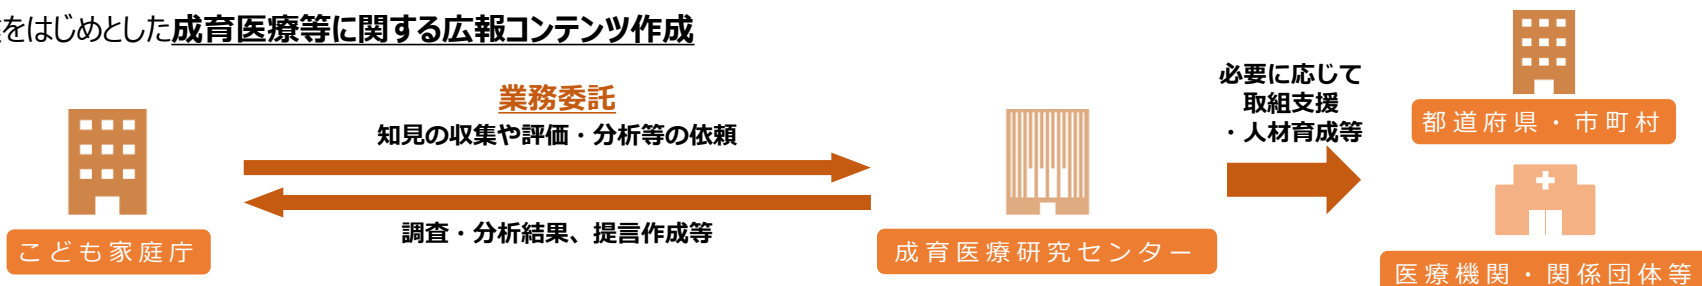 をはじめとした成育医療等に関する広報コンテンツ作成
業務委託
知見の収集や評価・分析等の依頼
調査・分析結果、提言作成等
こども家庭庁
成育医療研究センター
必要に応じて
取組支援
・人材育成等
都道府県・市町村
医療機関・関係団体等